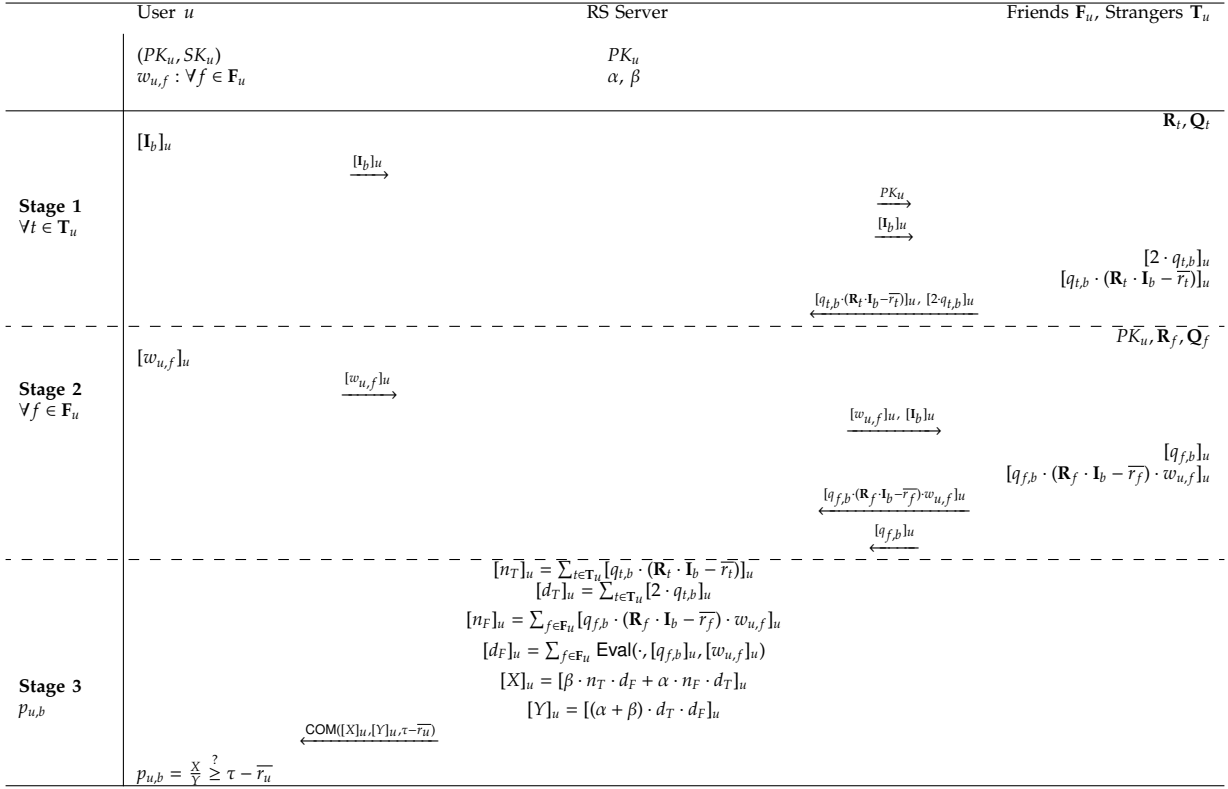 User u RS Server Friends F_u, Strangers T_u
(PK_u, SK_u) PK_u
w_{u,f} : ∀f ∈ F_u α, β
R_t, Q_t
[I_b]_u
[I_b]_u
PK_u
Stage 1
∀t ∈ T_u
[I_b]_u
[2 · q_{t,b}]_u
[q_{t,b} · (R_t · I_b − \overline{r_t})]_u
[q_{t,b}·(R_t·I_b−\overline{r_t})]_u, [2·q_{t,b}]_u
PK_u, R_f, Q_f
[w_{u,f}]_u
[w_{u,f}]_u
Stage 2
∀f ∈ F_u
[w_{u,f}]_u, [I_b]_u
[q_{f,b}]_u
[q_{f,b} · (R_f · I_b − \overline{r_f}) · w_{u,f}]_u
[q_{f,b}·(R_f·I_b−\overline{r_f})·w_{u,f}]_u
[q_{f,b}]_u
[n_T]_u = ∑_{t∈T_u} [q_{t,b} · (R_t · I_b − \overline{r_t})]_u
[d_T]_u = ∑_{t∈T_u} [2 · q_{t,b}]_u
[n_F]_u = ∑_{f∈F_u} [q_{f,b} · (R_f · I_b − \overline{r_f}) · w_{u,f}]_u
[d_F]_u = ∑_{f∈F_u} Eval(·, [q_{f,b}]_u, [w_{u,f}]_u)
Stage 3
p_{u,b}
[X]_u = [β · n_T · d_F + α · n_F · d_T]_u
[Y]_u = [(α + β) · d_T · d_F]_u
COM([X]_u,[Y]_u,τ−\overline{r_u})
p_{u,b} = \frac{X}{Y} \overset{?}{≥} τ − \overline{r_u}